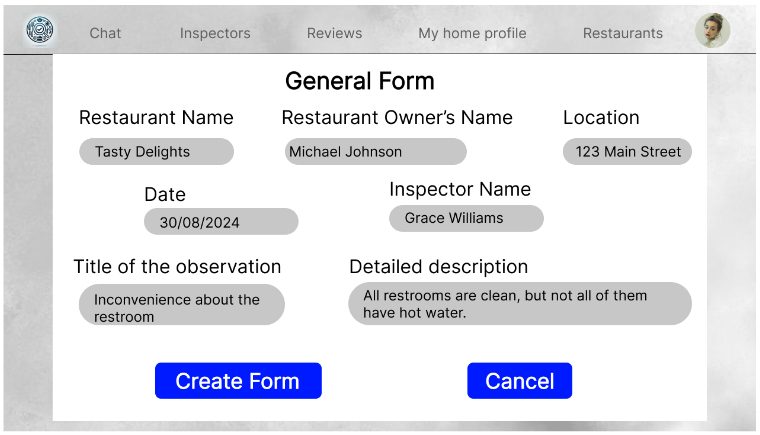 Chat
Inspectors
Reviews
My home profile
Restaurants
General Form
Restaurant Name
Restaurant Owner’s Name
Location
Tasty Delights
Michael Johnson
123 Main Street
Date
Inspector Name
30/08/2024
Grace Williams
Title of the observation
Detailed description
Inconvenience about the
restroom
All restrooms are clean, but not all of them
have hot water.
Create Form
Cancel